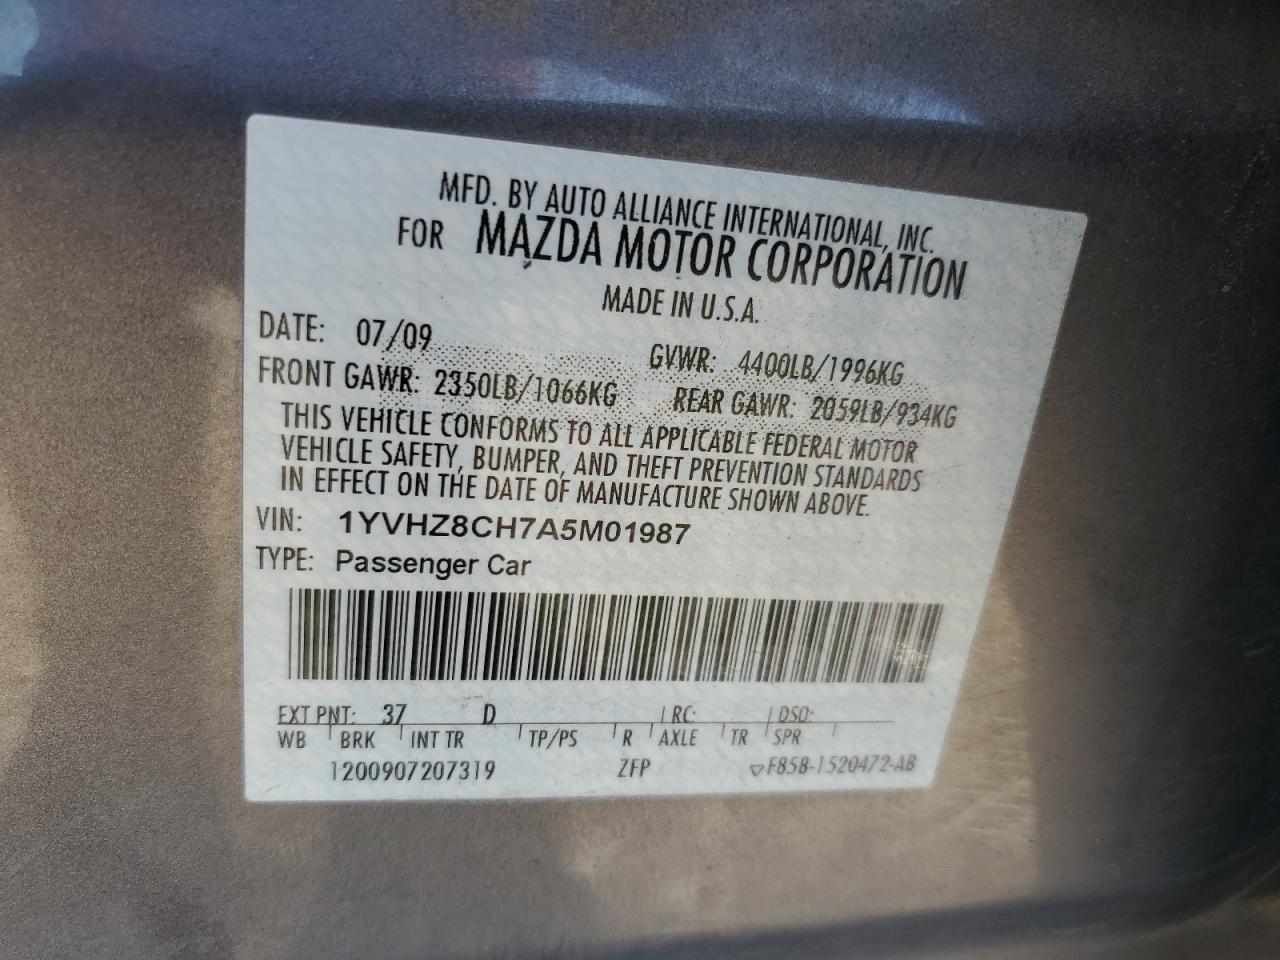 MFD. BY AUTO ALLIANCE INTERNATIONAL, INC.
FOR MAZDA MOTOR CORPORATION
MADE IN U.S.A.
DATE: 07/09 GVWR: 4400LB/1996KG
FRONT GAWR: 2350LB/1066KG REAR GAWR: 2059LB/934KG
THIS VEHICLE CONFORMS TO ALL APPLICABLE FEDERAL MOTOR
VEHICLE SAFETY, BUMPER, AND THEFT PREVENTION STANDARDS
IN EFFECT ON THE DATE OF MANUFACTURE SHOWN ABOVE.
VIN: 1YVHZ8CH7A5M01987
TYPE: Passenger Car
EXT PNT: 37 D RC: DSO:
WB BRK INT TR TP/PS R AXLE TR SPR
1200907207319 ZFP F85B-1520472-AB